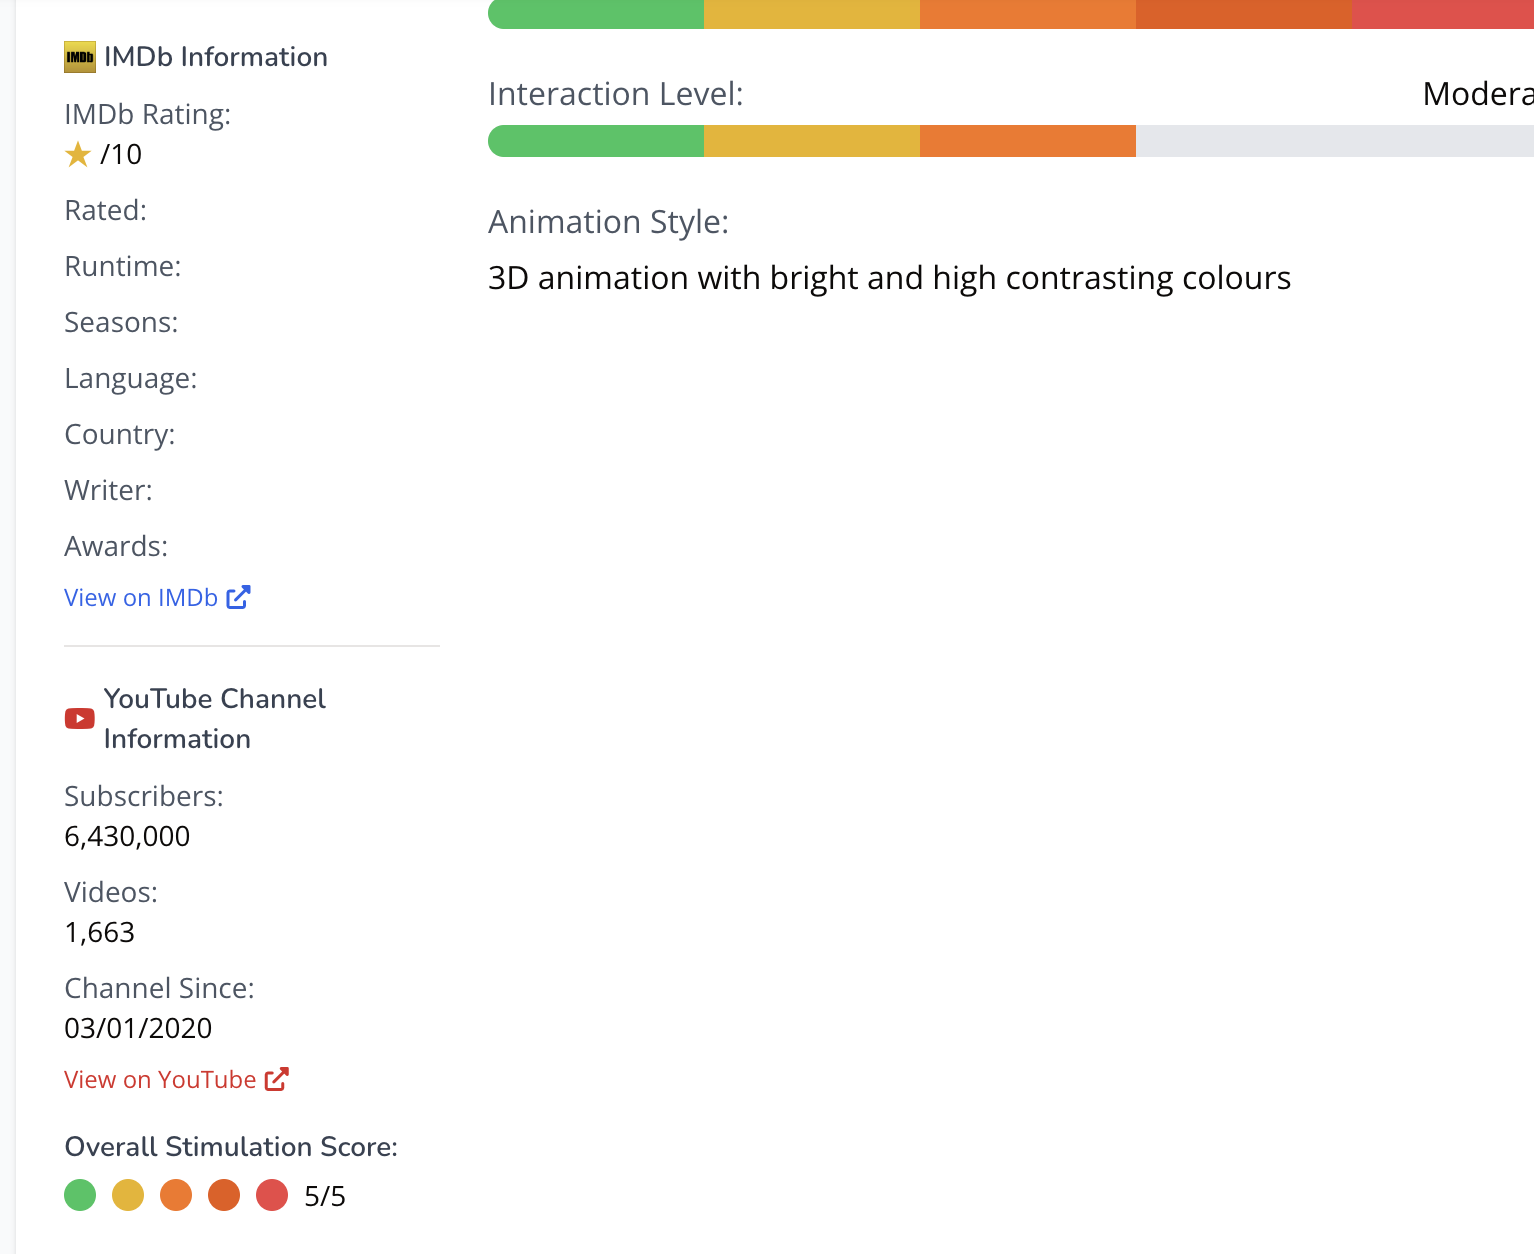 IMDb
IMDb Information
IMDb Rating:
/10
Rated:
Runtime:
Seasons:
Language:
Country:
Writer:
Awards:
View on IMDb
YouTube Channel
Information
Subscribers:
6,430,000
Videos:
1,663
Channel Since:
03/01/2020
View on YouTube
Overall Stimulation Score:
5/5
Interaction Level:
Animation Style:
3D animation with bright and high contrasting colours